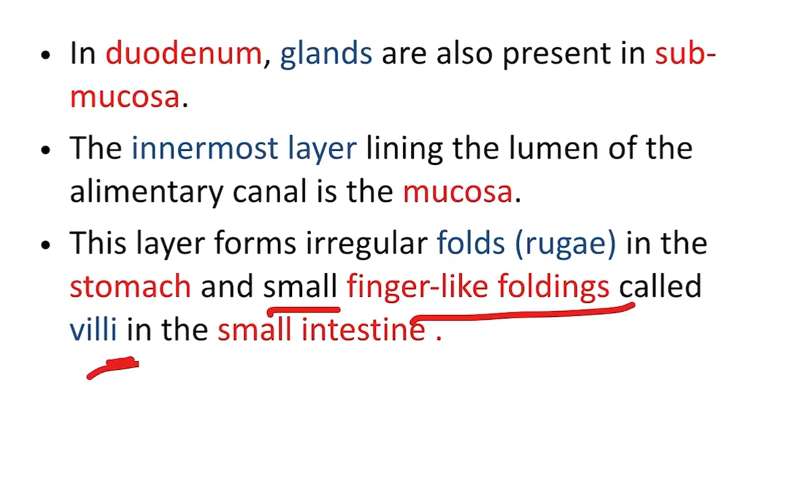 • In duodenum, glands are also present in sub-
mucosa.
• The innermost layer lining the lumen of the
alimentary canal is the mucosa.
• This layer forms irregular folds (rugae) in the
stomach and small finger-like foldings called
villi in the small intestine .